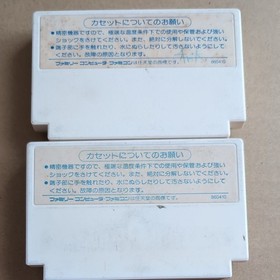 カセットについてのお願い
●精密機器ですので、極端な温度条件下での使用や保管および強い
ショックをさけてください。また、絶対に分解しないでください。
●端子部に手を触れたり、水にぬらしたりして汚さないようにして
ください。故障の原因となります。
ファミリーコンピュータ・ファミコンは任天堂の商標です。
カセットについてのお願い
●精密機器ですので、極端な温度条件下での使用や保管および強い
ショックをさけてください。また、絶対に分解しないでください。
●端子部に手を触れたり、水にぬらしたりして汚さないようにして
ください。故障の原因となります。
ファミリーコンピュータ・ファミコンは任天堂の商標です。